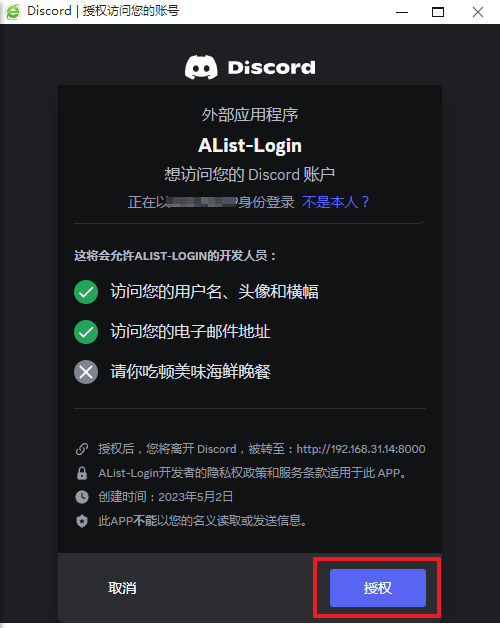 Discord | 授权访问您的账号
Discord
外部应用程序
AList-Login
想访问您的 Discord 账户
正在以 P身份登录 不是本人？
这将会允许ALIST-LOGIN的开发人员：
访问您的用户名、头像和横幅
访问您的电子邮件地址
请你吃顿美味海鲜晚餐
授权后，您将离开 Discord，被转至：http://192.168.31.14:8000
AList-Login开发者的隐私权政策和服务条款适用于此 APP。
创建时间：2023年5月2日
此APP不能以您的名义读取或发送信息。
取消
授权